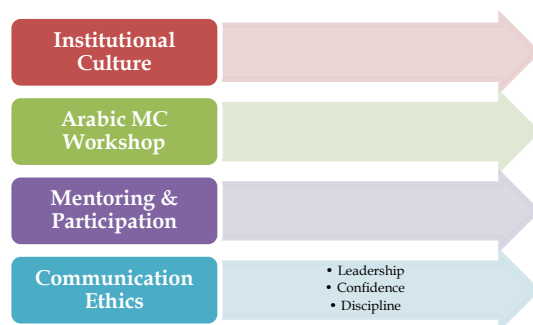 Institutional
Culture
Arabic MC
Workshop
Mentoring &
Participation
Communication
Ethics
• Leadership
• Confidence
• Discipline